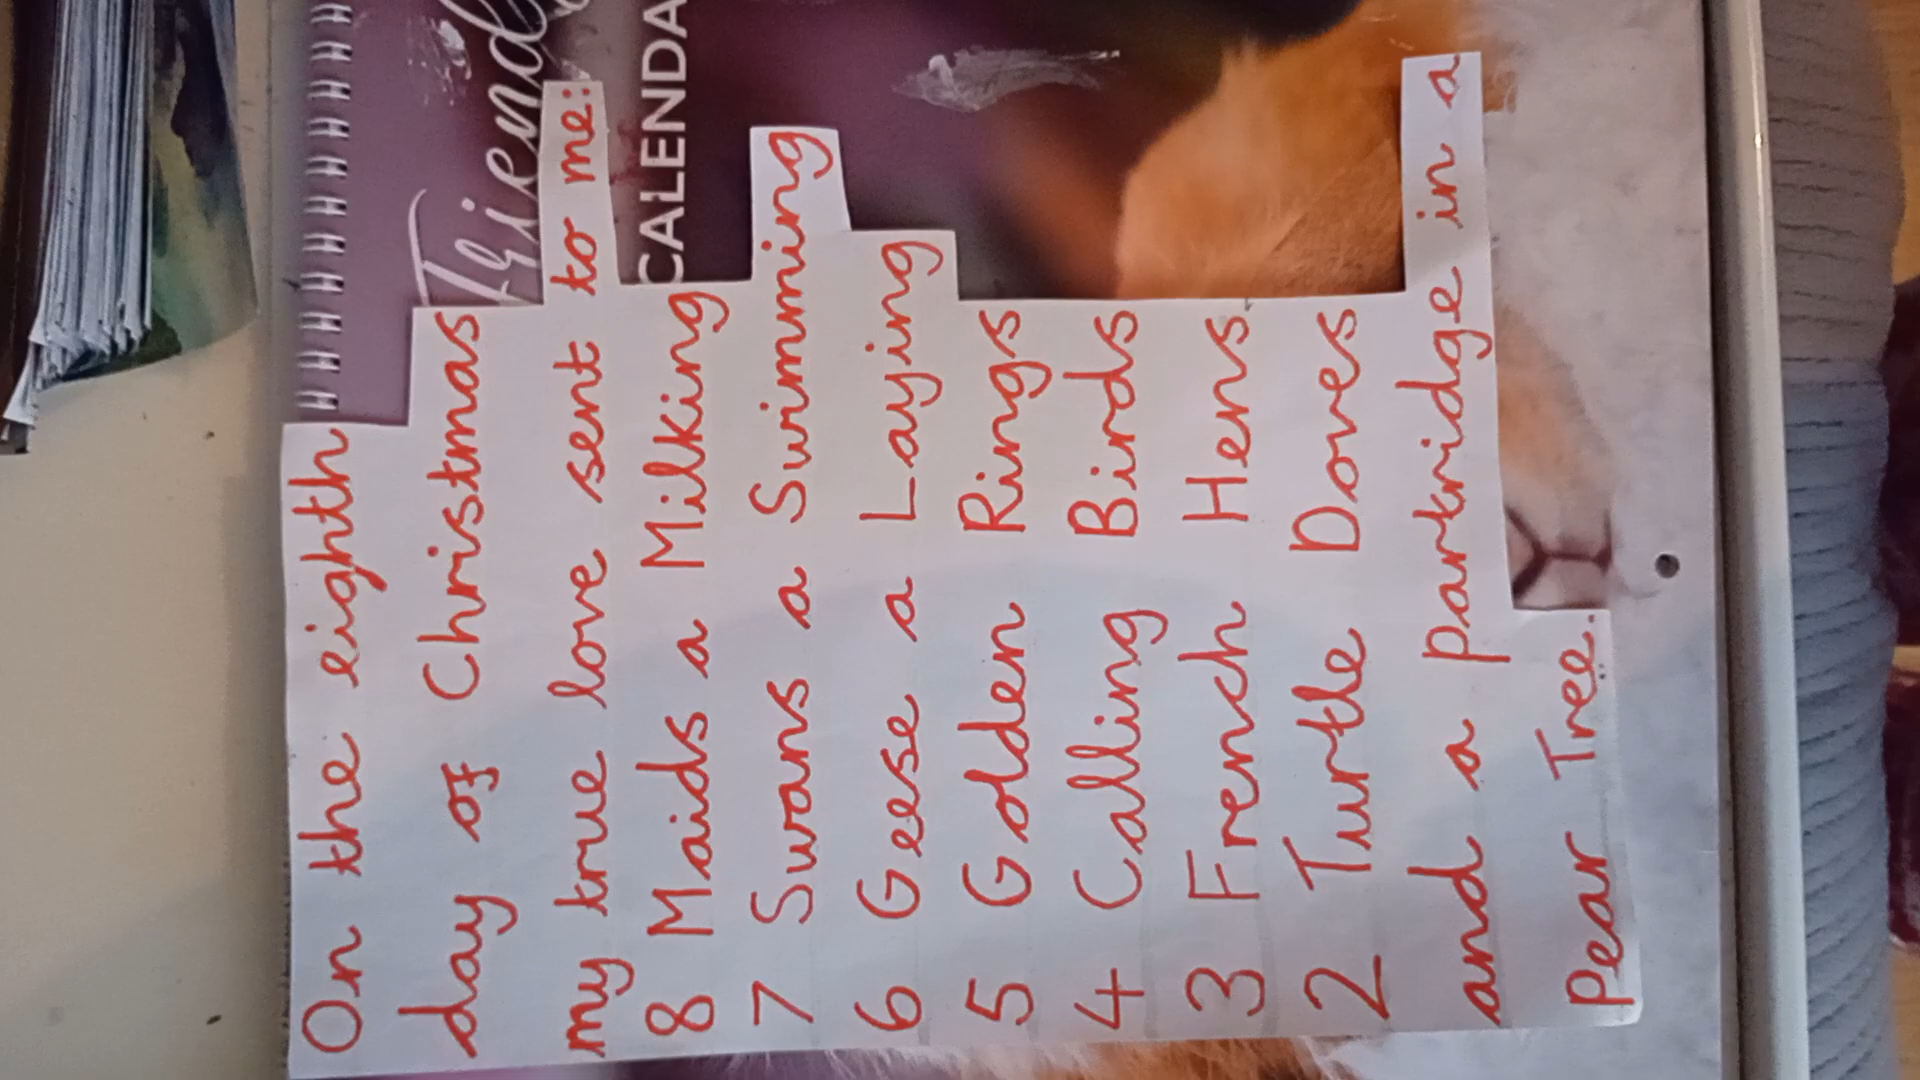 Friends
CALENDA
On the eighth
day of Christmas
my true love sent to me:
8 Maids a Milking
7 Swans a Swimming
6 Geese a Laying
5 Golden Rings
4 Calling Birds
3 French Hens
2 Turtle Doves
and a partridge in a
Pear Tree.